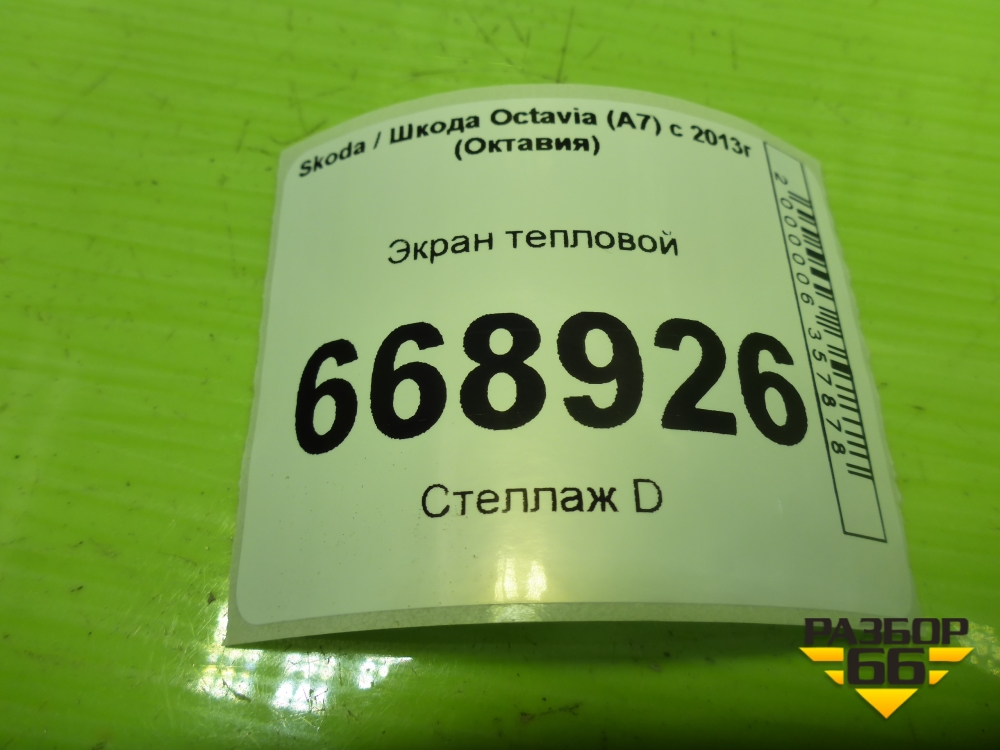 Skoda / Шкода Octavia (A7) с 2013г
(Октавия)
Экран тепловой
668926
Стеллаж D
2000006357878
РАЗБОР
66